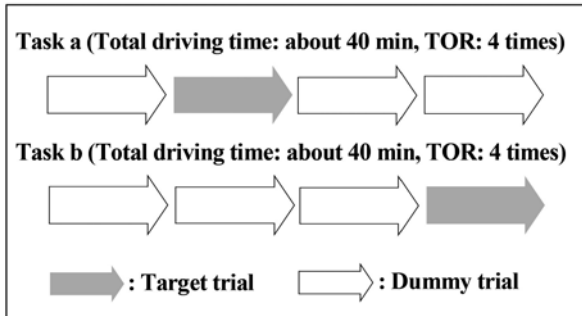 Task a (Total driving time: about 40 min, TOR: 4 times)
Task b (Total driving time: about 40 min, TOR: 4 times)
: Target trial : Dummy trial